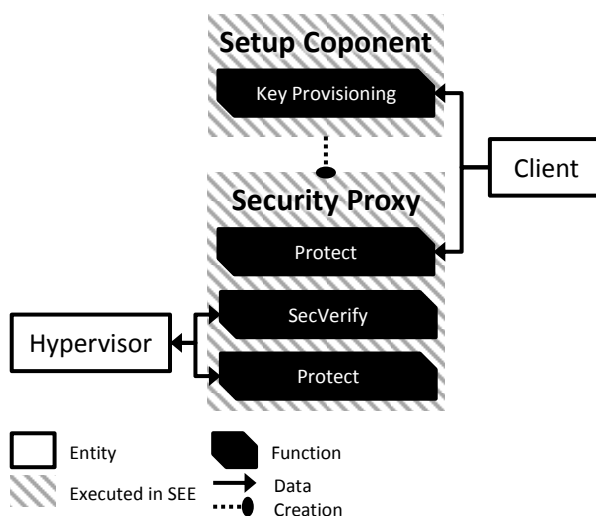 Setup Coponent
Key Provisioning
Client
Security Proxy
Protect
SecVerify
Hypervisor
Protect
Entity
Function
Executed in SEE
Data
Creation